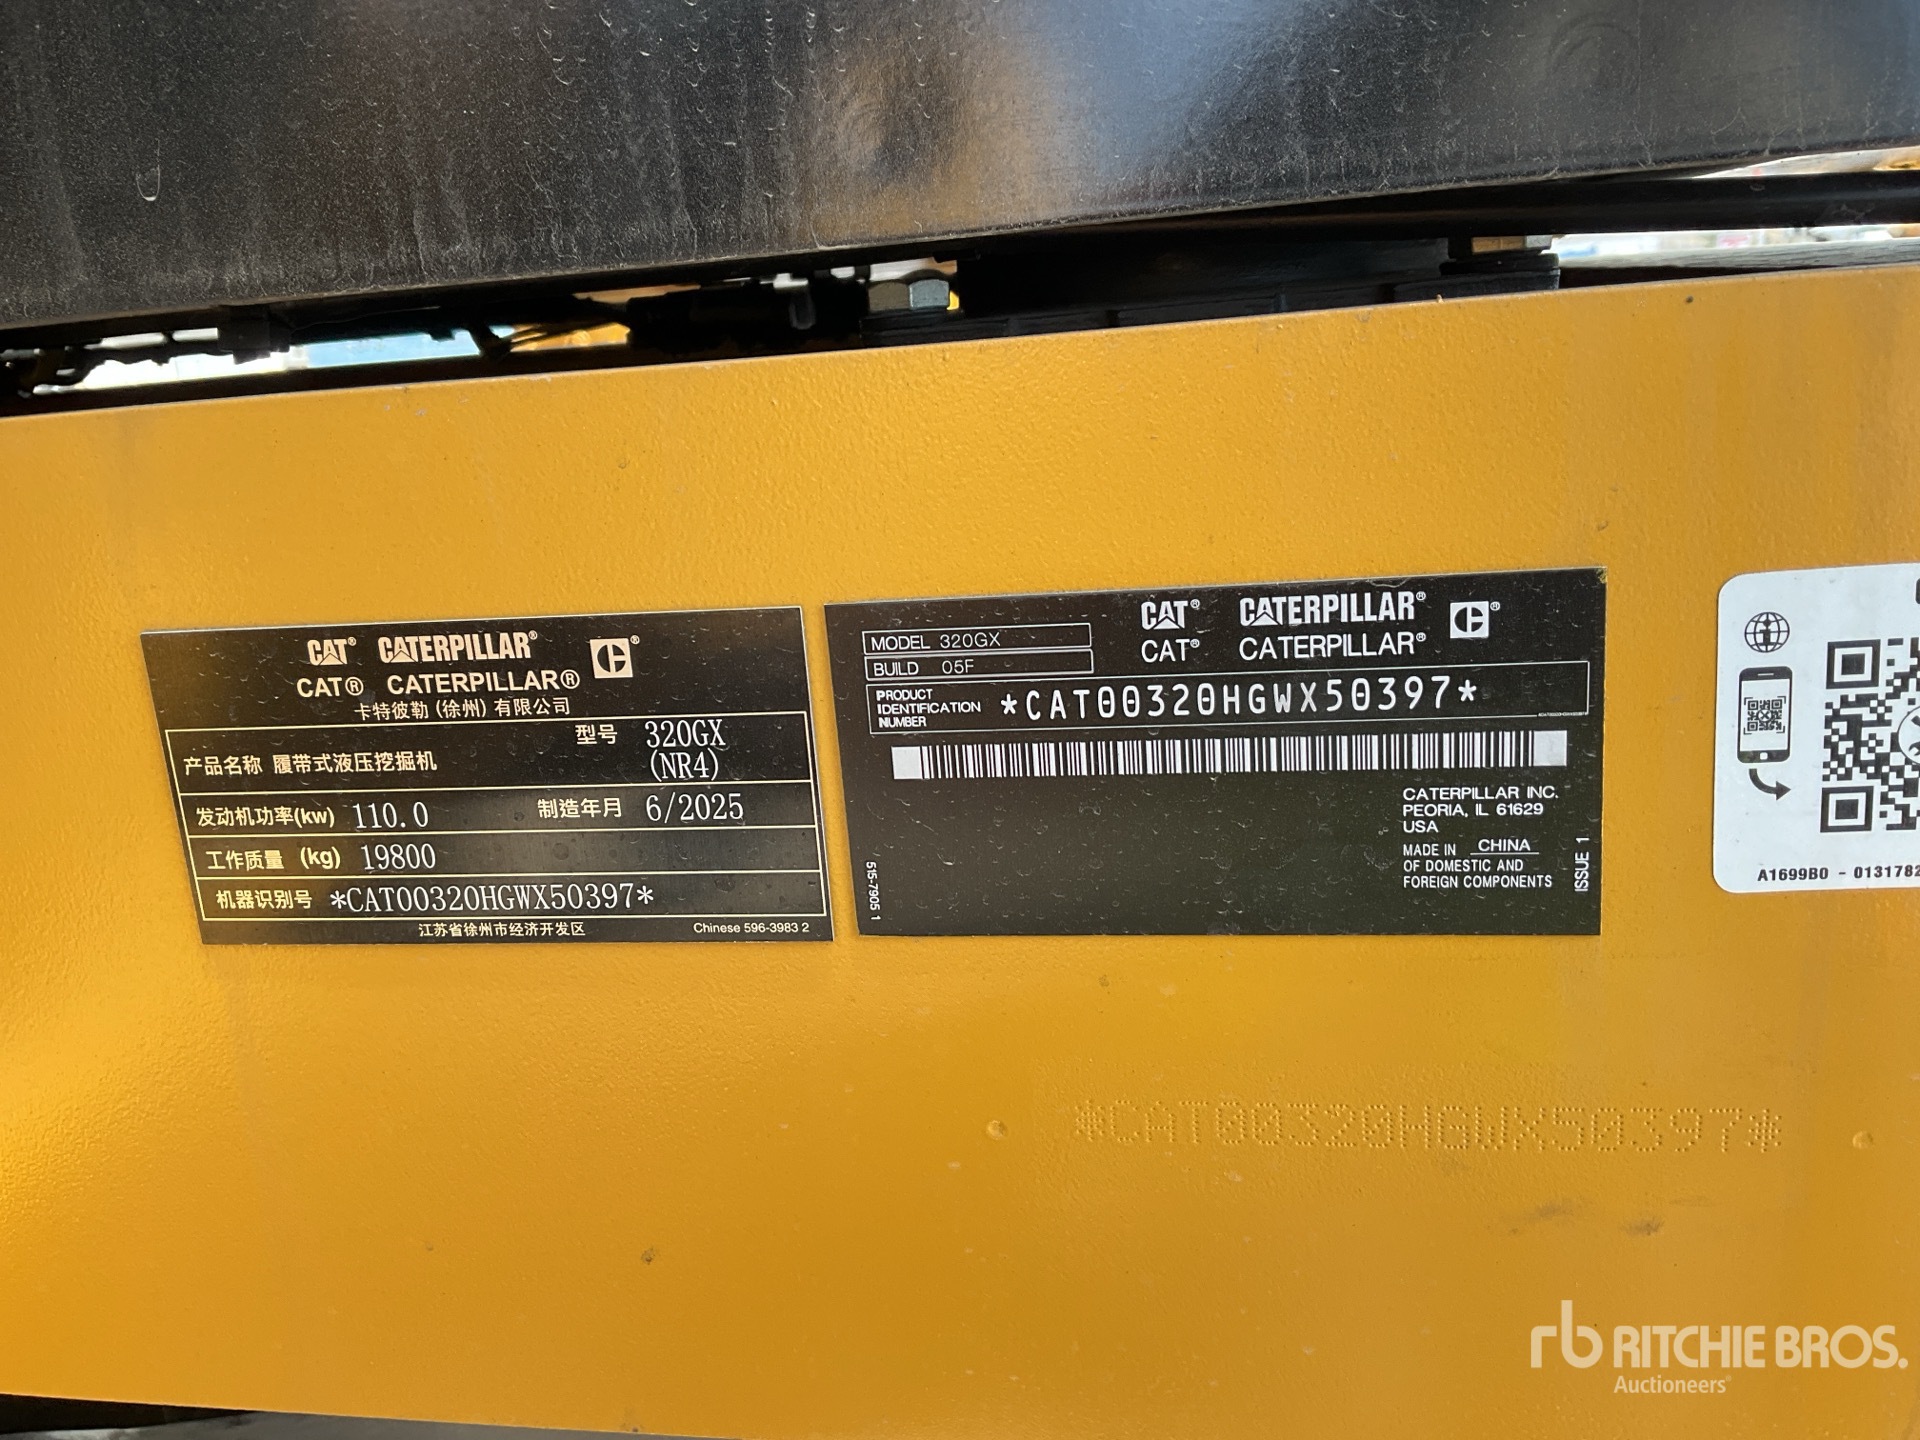 CAT® CATERPILLAR® ®
CAT® CATERPILLAR®
卡特彼勒 (徐州) 有限公司
产品名称 履带式液压挖掘机 型号 320GX (NR4)
发动机功率(kw) 110.0 制造年月 6/2025
工作质量 (kg) 19800
机器识别号 *CAT00320HGWX50397*
江苏省徐州市经济开发区 Chinese 596-3983 2
CAT® CATERPILLAR® ®
CAT® CATERPILLAR®
MODEL 320GX
BUILD 05F
PRODUCT IDENTIFICATION NUMBER *CAT00320HGWX50397*
CATERPILLAR INC.
PEORIA, IL 61629
USA
MADE IN CHINA
OF DOMESTIC AND
FOREIGN COMPONENTS
515-7905 1
ISSUE 1
A1699B0 - 0131782
*CAT00320HGWX50397*
rb RITCHIE BROS.
Auctioneers